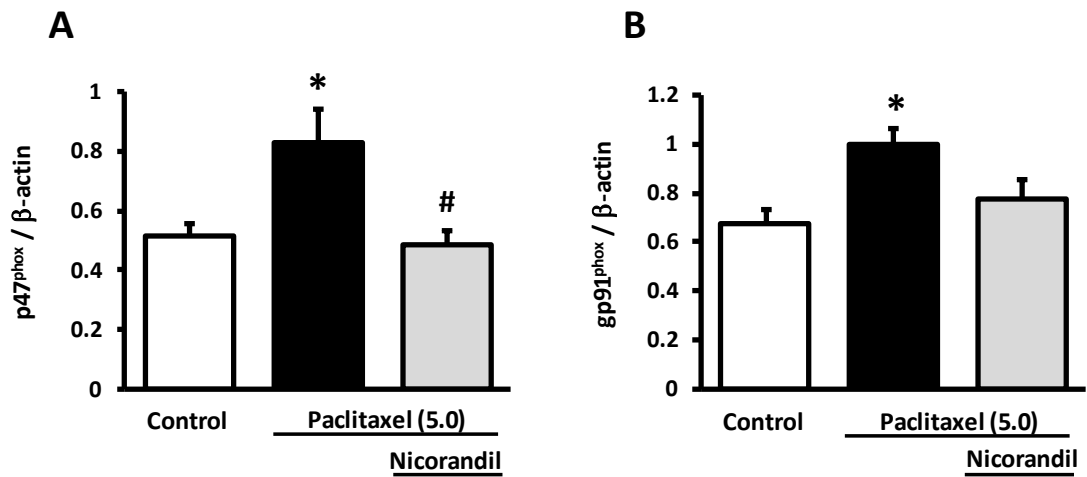 A
p47phox / β-actin
1
0.8
0.6
0.4
0.2
0
*
#
Control
Paclitaxel (5.0)
Nicorandil
B
gp91phox / β-actin
1.2
1
0.8
0.6
0.4
0.2
0
*
Control
Paclitaxel (5.0)
Nicorandil